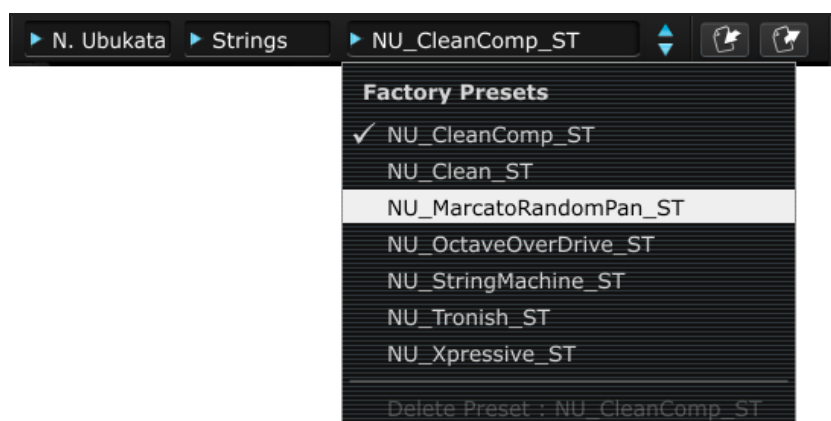 N. Ubukata Strings NU_CleanComp_ST
Factory Presets
NU_CleanComp_ST
NU_Clean_ST
NU_MarcatoRandomPan_ST
NU_OctaveOverDrive_ST
NU_StringMachine_ST
NU_Tronish_ST
NU_Xpressive_ST
Delete Preset : NU_CleanComp_ST